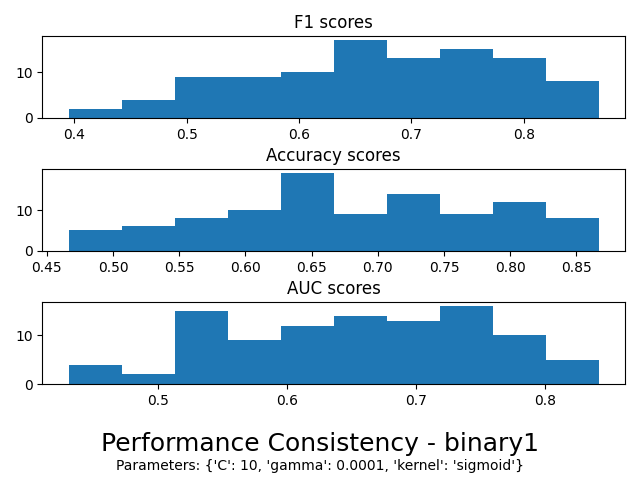 F1 scores
10
0
0.4 0.5 0.6 0.7 0.8
Accuracy scores
10
0
0.45 0.50 0.55 0.60 0.65 0.70 0.75 0.80 0.85
AUC scores
10
0
0.5 0.6 0.7 0.8
Performance Consistency - binary1
Parameters: {'C': 10, 'gamma': 0.0001, 'kernel': 'sigmoid'}